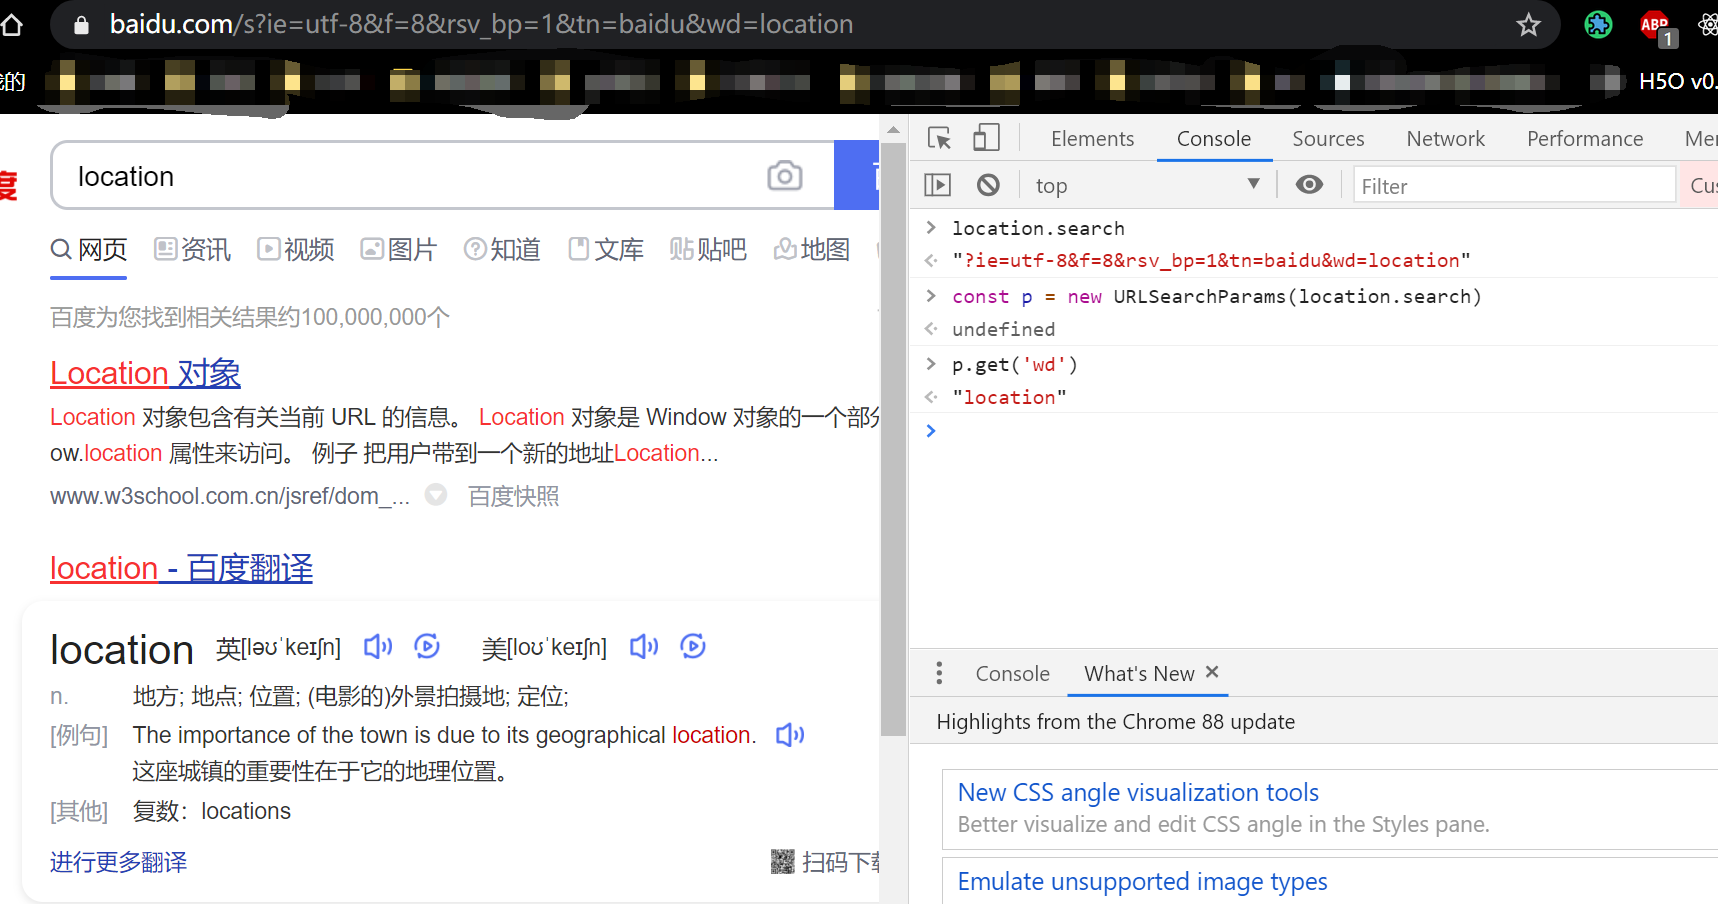 baidu.com/s?ie=utf-8&f=8&rsv_bp=1&tn=baidu&wd=location
ABP
1
的
H5O v0.
度
location
网页 资讯 视频 图片 知道 文库 贴吧 地图
百度为您找到相关结果约100,000,000个
Location 对象
Location 对象包含有关当前 URL 的信息。 Location 对象是 Window 对象的一个部分
ow.location 属性来访问。 例子 把用户带到一个新的地址Location...
www.w3school.com.cn/jsref/dom_... 百度快照
location - 百度翻译
location 英[ləʊˈkeɪʃn] 美[loʊˈkeɪʃn]
n. 地方; 地点; 位置; (电影的)外景拍摄地; 定位;
[例句] The importance of the town is due to its geographical location.
这座城镇的重要性在于它的地理位置。
[其他] 复数：locations
进行更多翻译
扫码下载
Elements Console Sources Network Performance Mer
top
Filter
Cus
> location.search
"?ie=utf-8&f=8&rsv_bp=1&tn=baidu&wd=location"
> const p = new URLSearchParams(location.search)
undefined
> p.get('wd')
"location"
>
Console What's New ×
Highlights from the Chrome 88 update
New CSS angle visualization tools
Better visualize and edit CSS angle in the Styles pane.
Emulate unsupported image types